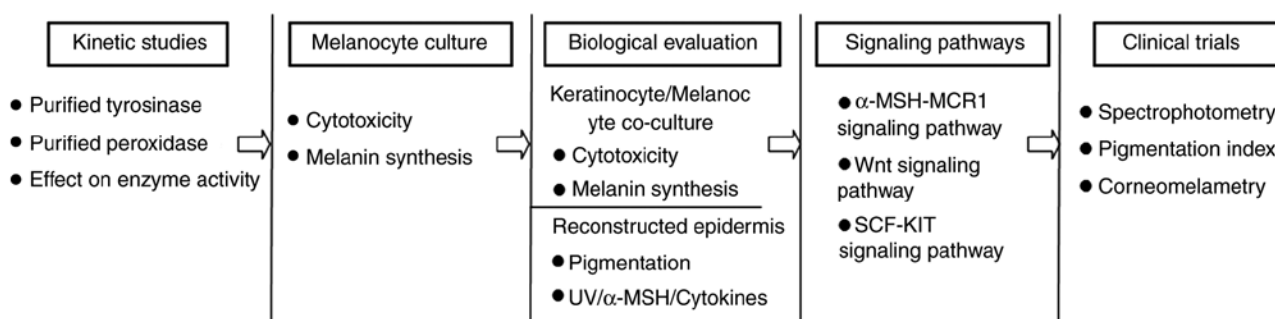 Kinetic studies
● Purified tyrosinase
● Purified peroxidase
● Effect on enzyme activity
Melanocyte culture
● Cytotoxicity
● Melanin synthesis
Biological evaluation
Keratinocyte/Melanoc
yte co-culture
● Cytotoxicity
● Melanin synthesis
Reconstructed epidermis
● Pigmentation
● UV/α-MSH/Cytokines
Signaling pathways
● α-MSH-MCR1
signaling pathway
● Wnt signaling
pathway
● SCF-KIT
signaling pathway
Clinical trials
● Spectrophotometry
● Pigmentation index
● Corneomelametry